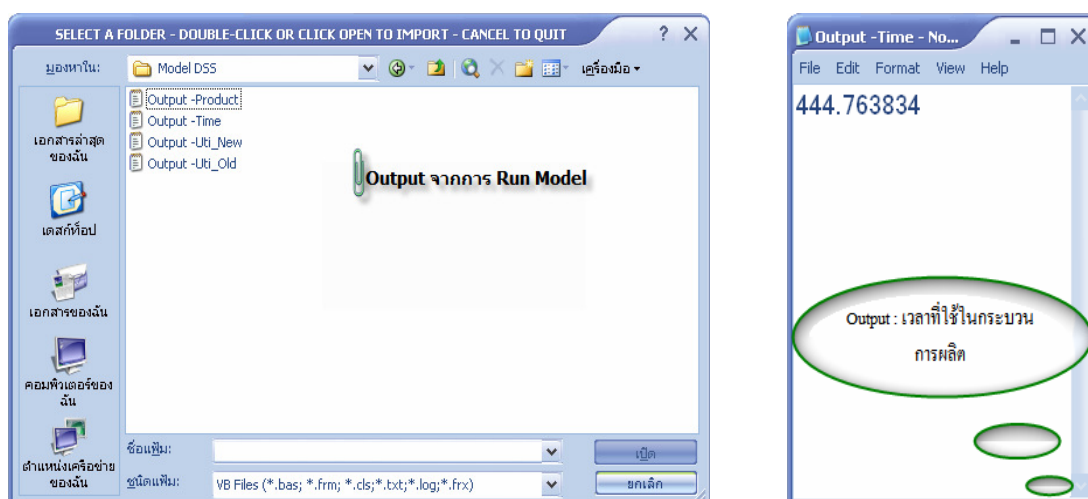 SELECT A FOLDER - DOUBLE-CLICK OR CLICK OPEN TO IMPORT - CANCEL TO QUIT
มองหาใน:
Model DSS
เครื่องมือ
Output -Product
Output -Time
Output -Uti_New
Output -Uti_Old
เอกสารล่าสุด
ของฉัน
เดสก์ท็อป
เอกสารของฉัน
คอมพิวเตอร์ของ
ฉัน
ตำแหน่งเครือข่าย
ของฉัน
Output จากการ Run Model
ชื่อแฟ้ม:
เปิด
ชนิดแฟ้ม:
VB Files (*.bas; *.frm; *.cls;*.txt;*.log;*.frx)
ยกเลิก
Output -Time - No...
File Edit Format View Help
444.763834
Output : เวลาที่ใช้ในกระบวน
การผลิต